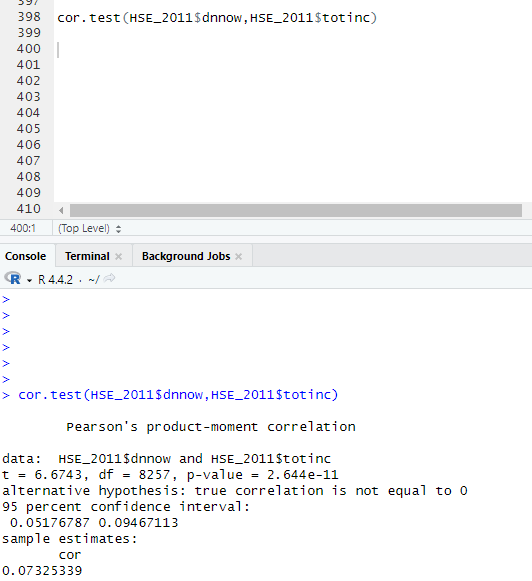 397
398 cor.test(HSE_2011$dnnow,HSE_2011$totinc)
399
400
401
402
403
404
405
406
407
408
409
410
400:1 (Top Level)
Console Terminal Background Jobs
R R 4.4.2 · ~/
>
>
>
>
>
>
> cor.test(HSE_2011$dnnow,HSE_2011$totinc)
Pearson's product-moment correlation
data: HSE_2011$dnnow and HSE_2011$totinc
t = 6.6743, df = 8257, p-value = 2.644e-11
alternative hypothesis: true correlation is not equal to 0
95 percent confidence interval:
0.05176787 0.09467113
sample estimates:
cor
0.07325339